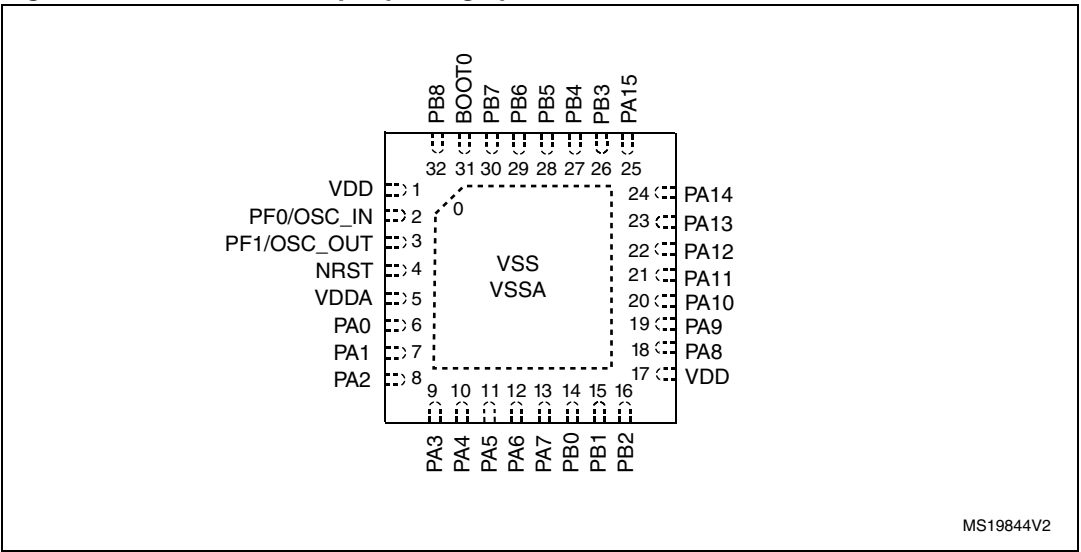 PB8
BOOT0
PB7
PB6
PB5
PB4
PB3
PA15
32 31 30 29 28 27 26 25
VDD 1
PF0/OSC_IN 2
PF1/OSC_OUT 3
NRST 4
VDDA 5
PA0 6
PA1 7
PA2 8
0
VSS
VSSA
24 PA14
23 PA13
22 PA12
21 PA11
20 PA10
19 PA9
18 PA8
17 VDD
9 10 11 12 13 14 15 16
PA3
PA4
PA5
PA6
PA7
PB0
PB1
PB2
MS19844V2